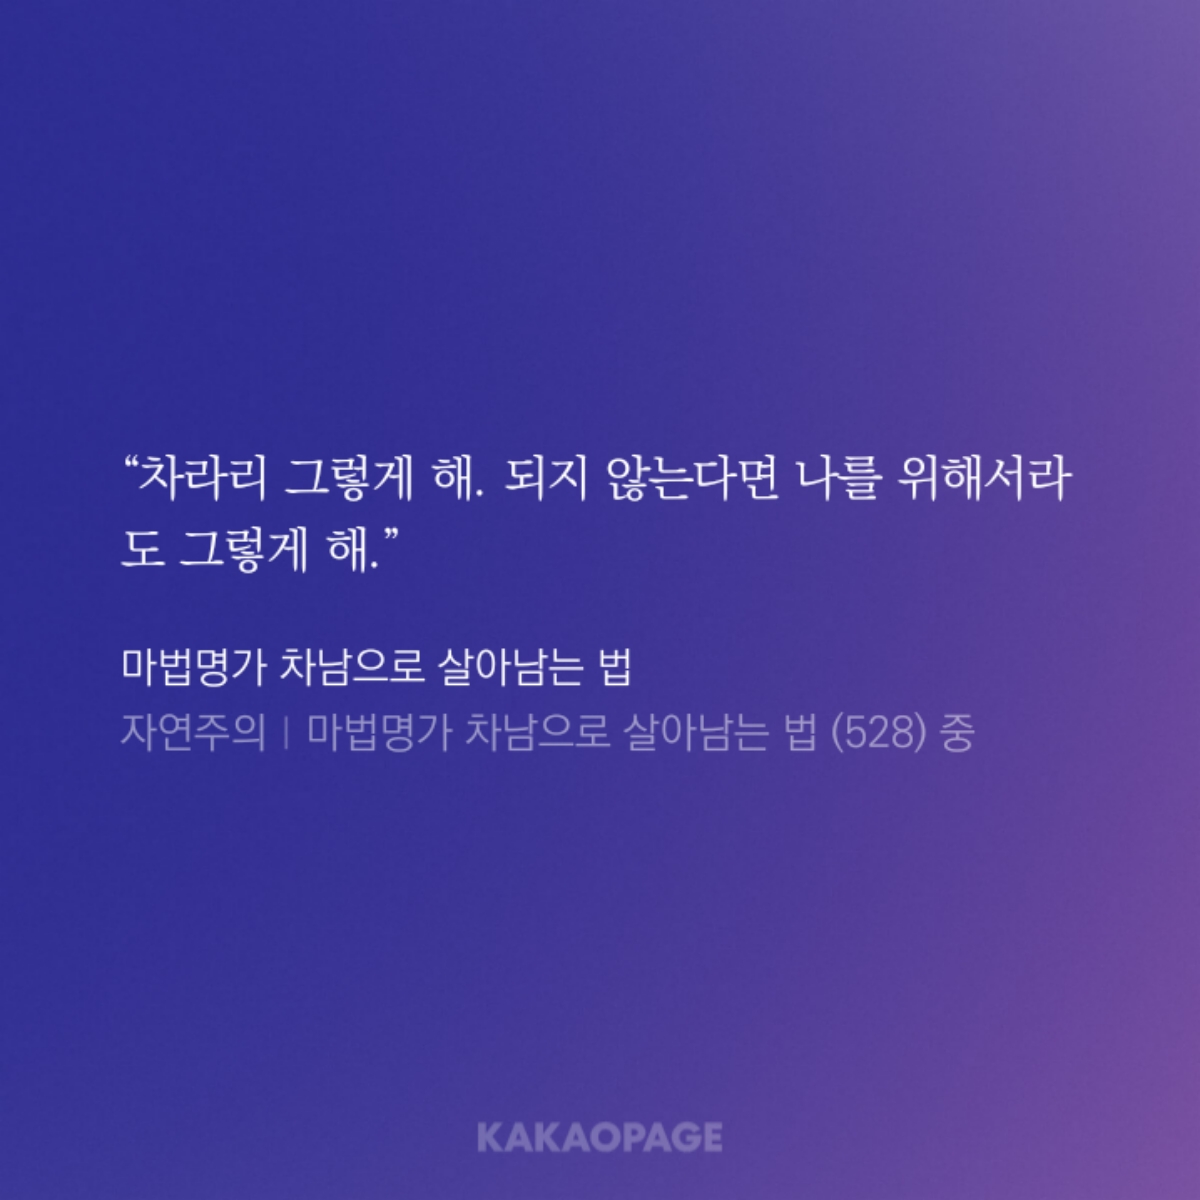 “차라리 그렇게 해. 되지 않는다면 나를 위해서라
도 그렇게 해.”
마법명가 차남으로 살아남는 법
자연주의 | 마법명가 차남으로 살아남는 법 (528) 중
KAKAOPAGE